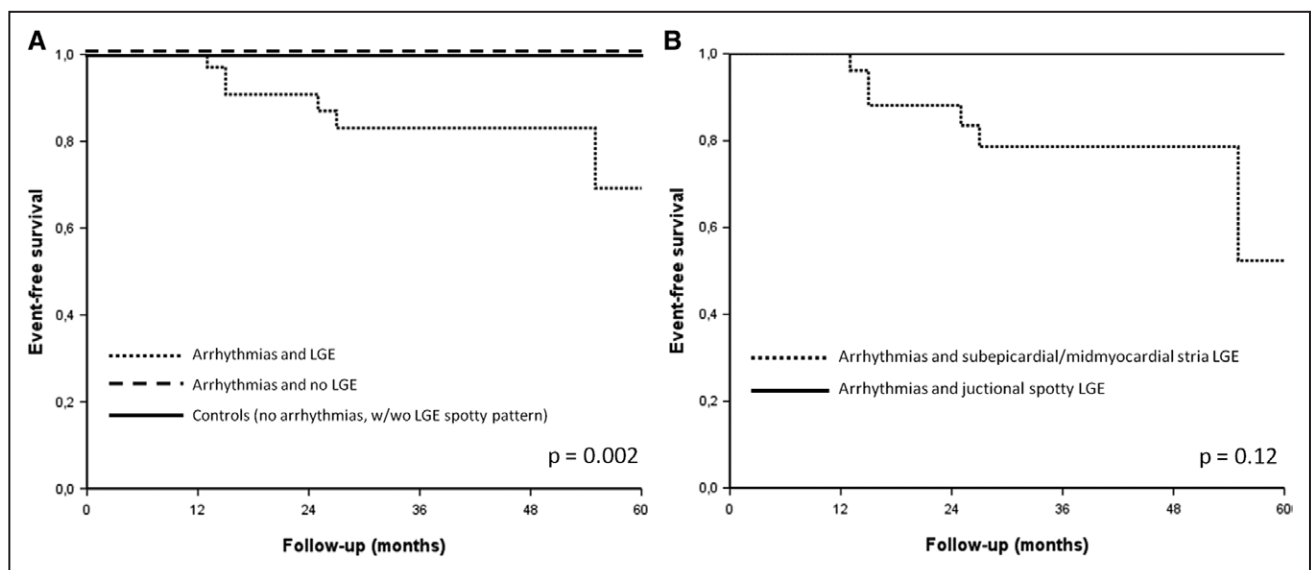 A
1,0
0,8
0,6
0,4
0,2
0,0
Event-free survival
Arrhythmias and LGE
Arrhythmias and no LGE
Controls (no arrhythmias, w/wo LGE spotty pattern)
p = 0.002
0 12 24 36 48 60
Follow-up (months)
B
1,0
0,8
0,6
0,4
0,2
0,0
Event-free survival
Arrhythmias and subepicardial/midmyocardial stria LGE
Arrhythmias and juctional spotty LGE
p = 0.12
0 12 24 36 48 60
Follow-up (months)